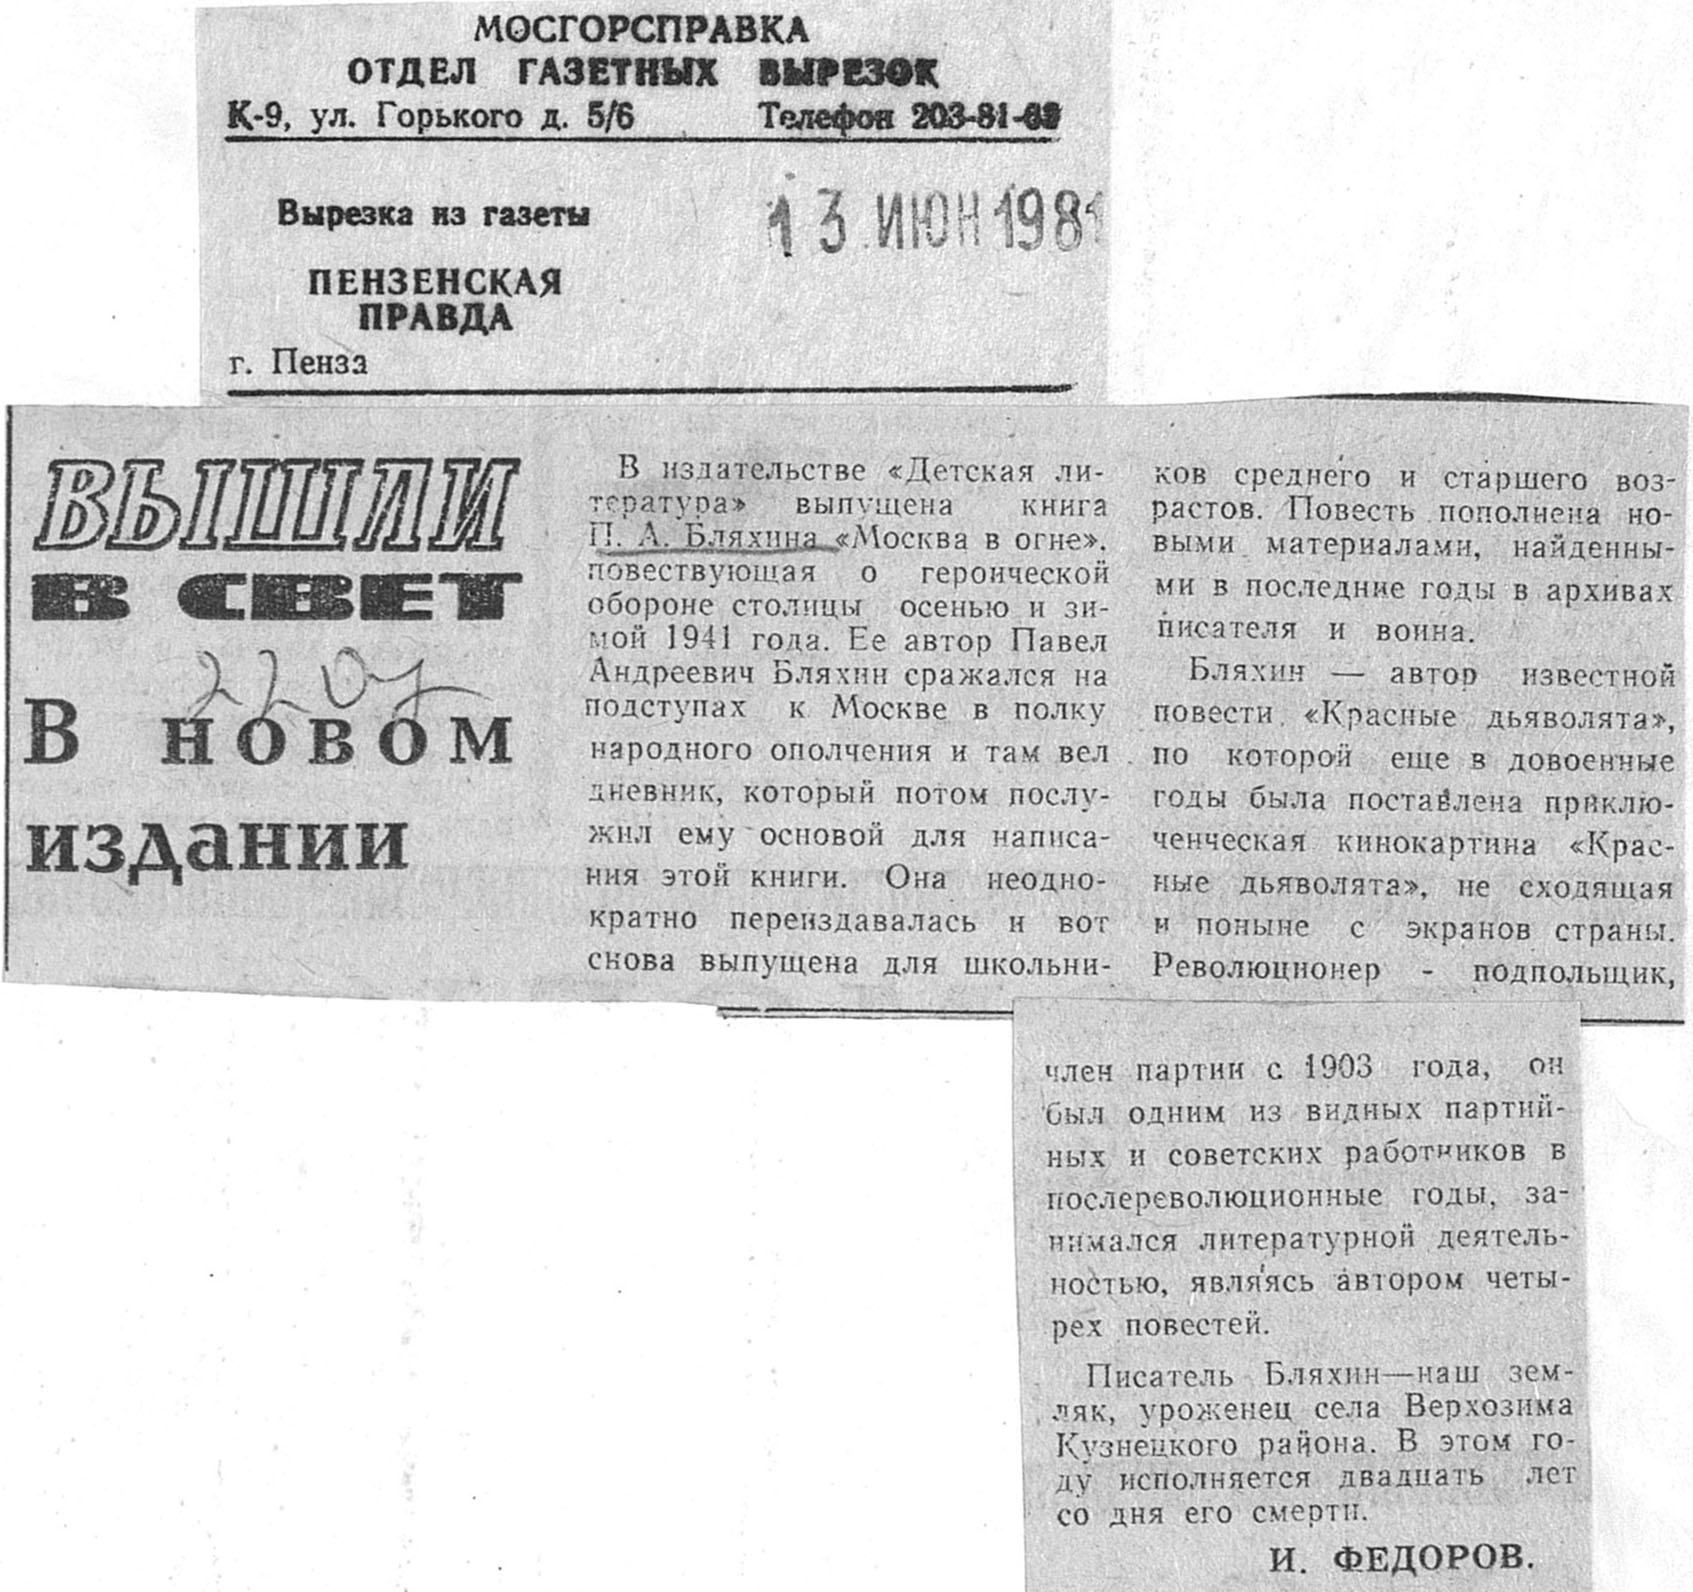 МОСГОРСПРАВКА
ОТДЕЛ ГАЗЕТНЫХ ВЫРЕЗОК
К-9, ул. Горького д. 5/6 Телефон 203-81-63
Вырезка из газеты
13 ИЮН 1981
ПЕНЗЕНСКАЯ
ПРАВДА
г. Пенза
ВЫШЛИ
В СВЕТ
В новом
издании
В издательстве «Детская ли-
тература» выпущена книга
П. А. Бляхина «Москва в огне»,
повествующая о героической
обороне столицы осенью и зи-
мой 1941 года. Ее автор Павел
Андреевич Бляхин сражался на
подступах к Москве в полку
народного ополчения и там вел
дневник, который потом послу-
жил ему основой для написа-
ния этой книги. Она неодно-
кратно переиздавалась и вот
снова выпущена для школьни-
ков среднего и старшего воз-
растов. Повесть пополнена но-
выми материалами, найденны-
ми в последние годы в архивах
писателя и воина.
Бляхин — автор известной
повести «Красные дьяволята»,
по которой еще в довоенные
годы была поставлена приклю-
ченческая кинокартина «Крас-
ные дьяволята», не сходящая
и поныне с экранов страны.
Революционер - подпольщик,
член партии с 1903 года, он
был одним из видных партий-
ных и советских работников в
послереволюционные годы, за-
нимался литературной деятель-
ностью, являясь автором четы-
рех повестей.
Писатель Бляхин—наш зем-
ляк, уроженец села Верхозима
Кузнецкого района. В этом го-
ду исполняется двадцать лет
со дня его смерти.
И. ФЕДОРОВ.